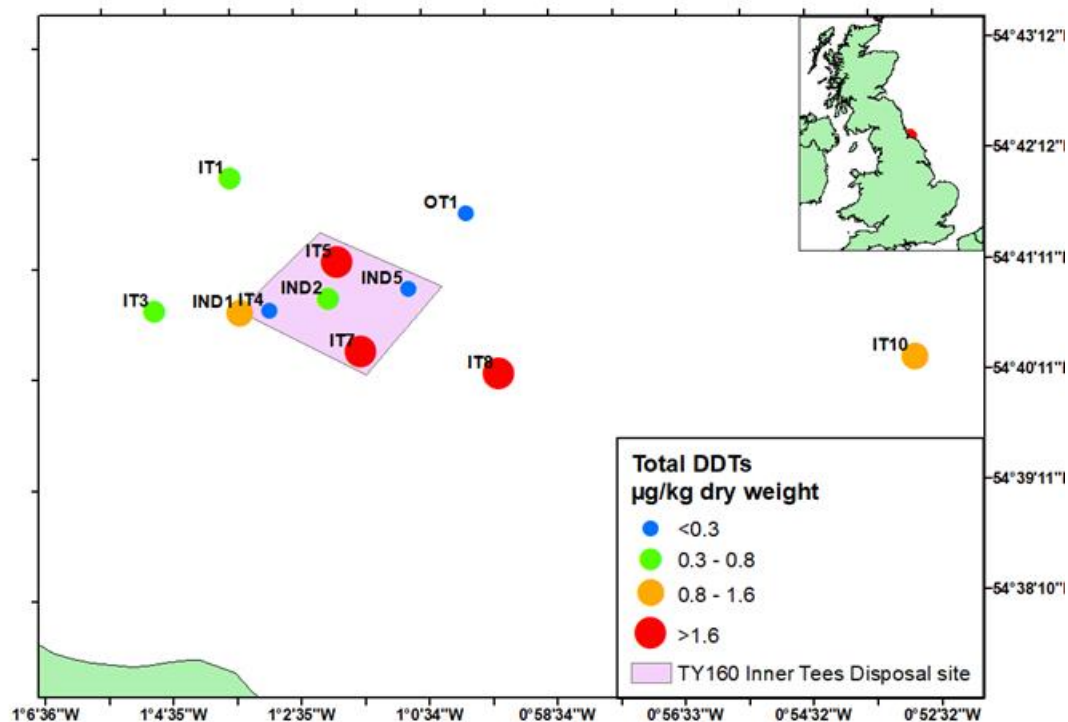 54°43'12"
54°42'12"
IT1
OT1
54°41'11"
IT5
IND5
IND2
IT3
IND1
IT4
IT7
IT8
IT10
54°40'11"
54°39'11"
54°38'10"
Total DDTs
µg/kg dry weight
<0.3
0.3 - 0.8
0.8 - 1.6
>1.6
TY160 Inner Tees Disposal site
1°6'36"W 1°4'35"W 1°2'35"W 1°0'34"W 0°58'34"W 0°56'33"W 0°54'32"W 0°52'32"W